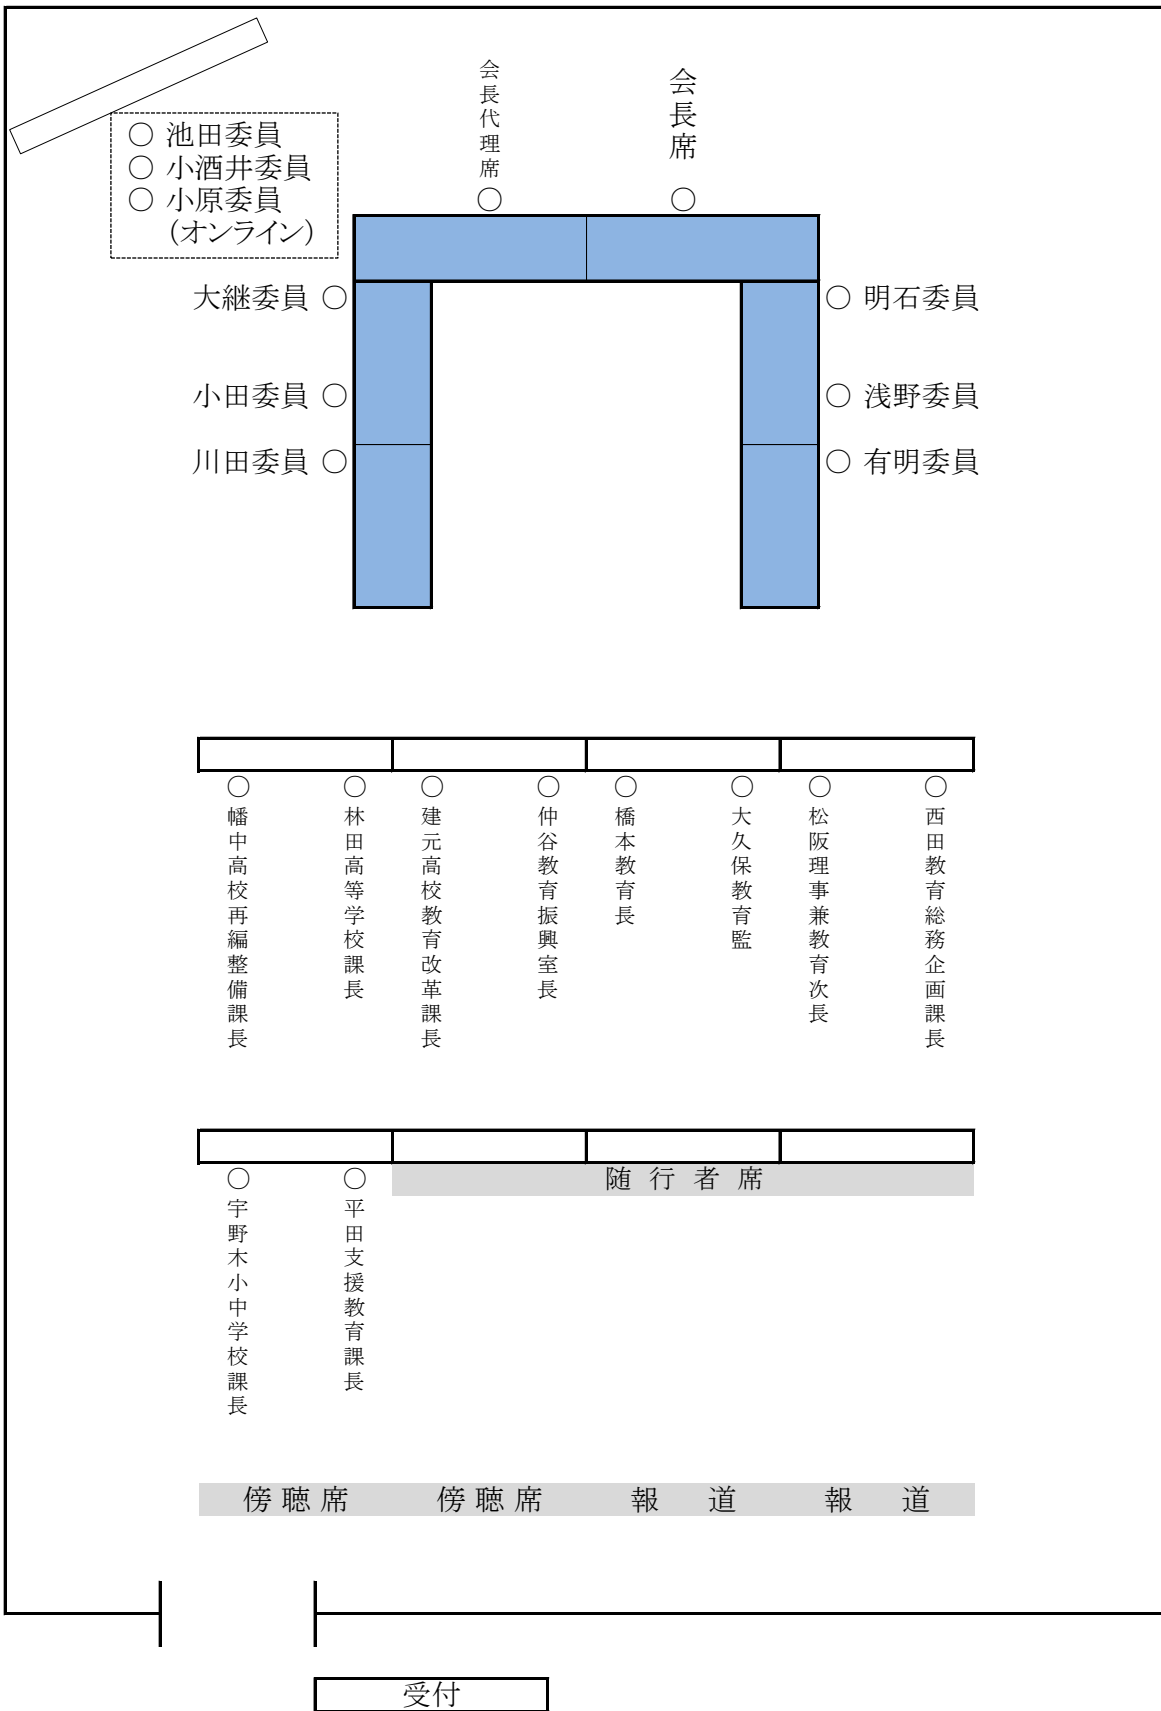 会長代理席
会長席
○ 池田委員
○ 小酒井委員
○ 小原委員
（オンライン）
○
○
大継委員 ○
○ 明石委員
小田委員 ○
○ 浅野委員
川田委員 ○
○ 有明委員
○
○
○
○
○
○
○
○
幡中高校再編整備課長
林田高等学校課長
建元高校教育改革課長
仲谷教育振興室長
橋本教育長
大久保教育監
松阪理事兼教育次長
西田教育総務企画課長
○
○
随行者席
宇野木小中学校課長
平田支援教育課長
傍聴席
傍聴席
報道
報道
受付